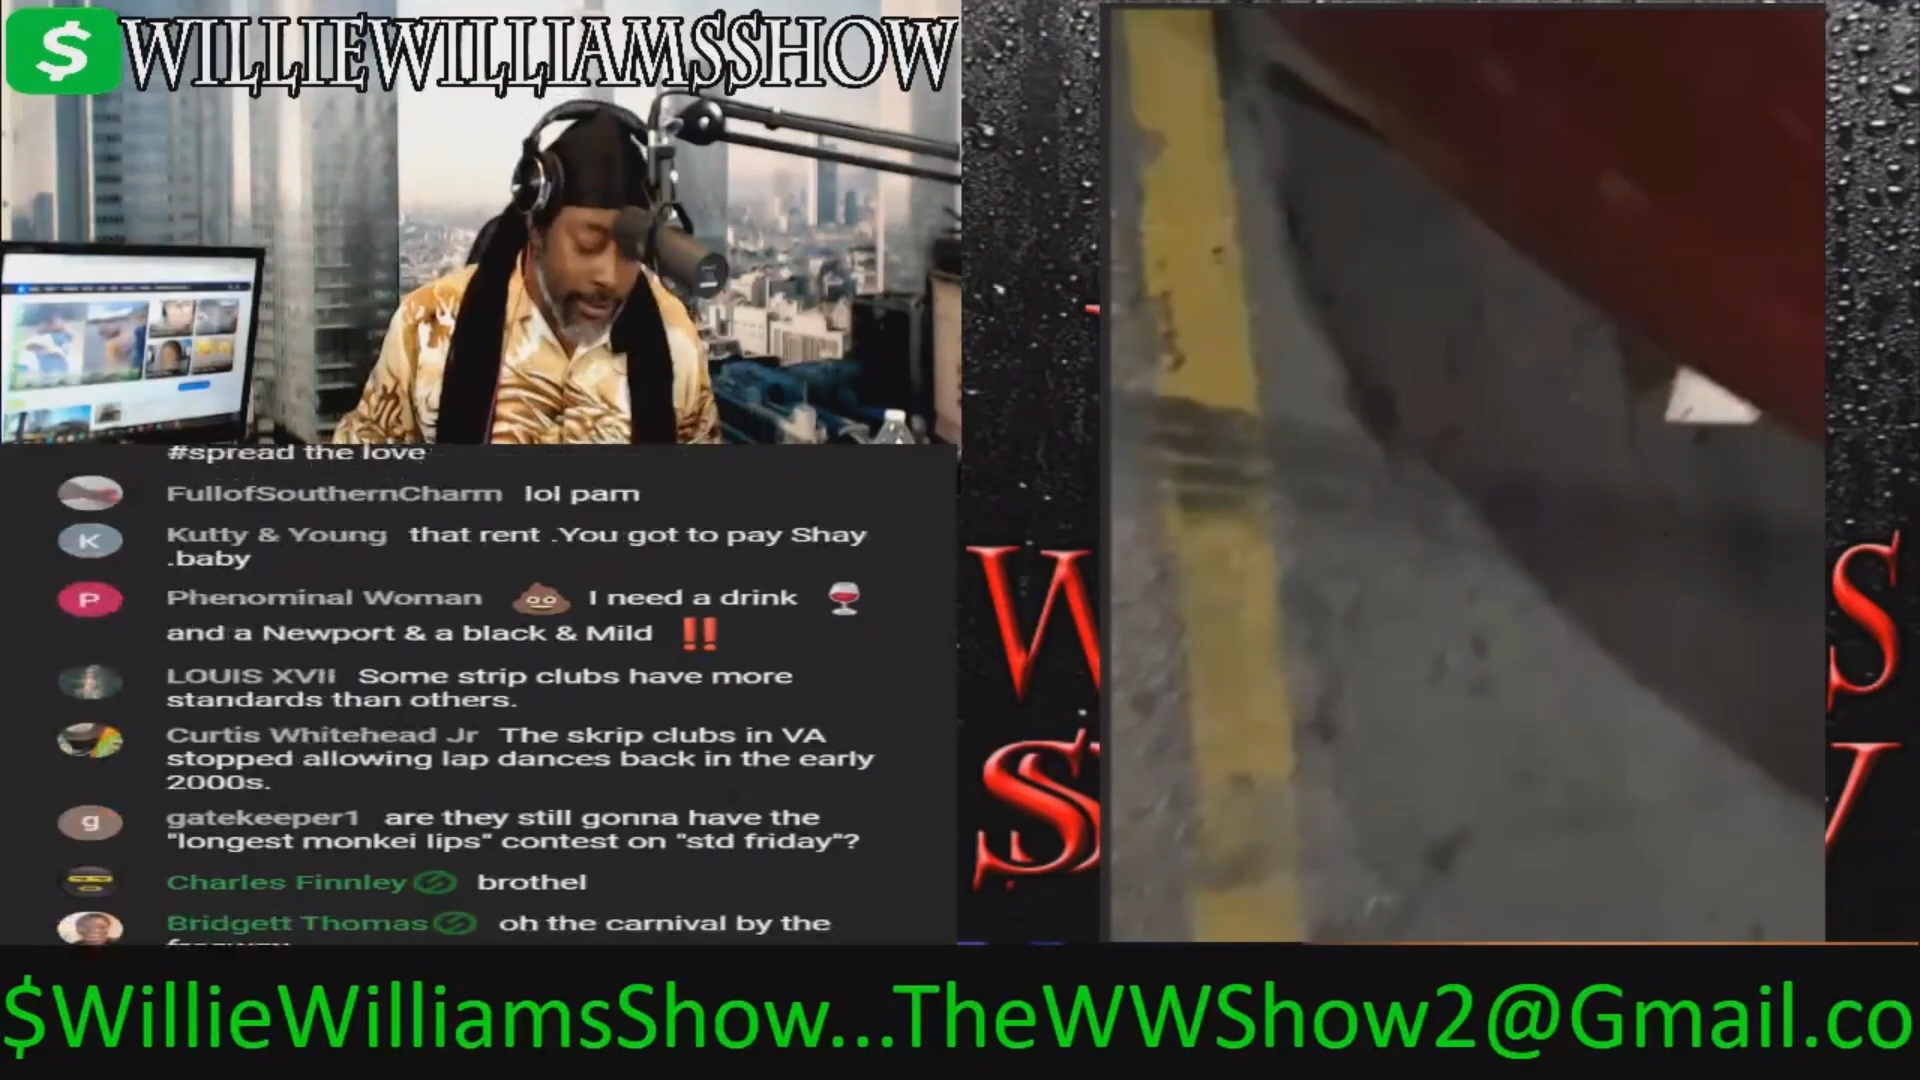 $ WILLIEWILLIAMSSHOW
#spread the love
FullofSouthernCharm lol parn
K Kutty & Young that rent .You got to pay Shay
.baby
P Phenominal Woman 💩 I need a drink 🍷
and a Newport & a black & Mild ‼️
LOUIS XVII Some strip clubs have more
standards than others.
Curtis Whitehead Jr The skrip clubs in VA
stopped allowing lap dances back in the early
2000s.
g gatekeeper1 are they still gonna have the
"longest monkei lips" contest on "std friday"?
Charles Finnley brothel
Bridgett Thomas oh the carnival by the
W S
S W
$WillieWilliamsShow...TheWWShow2@Gmail.co